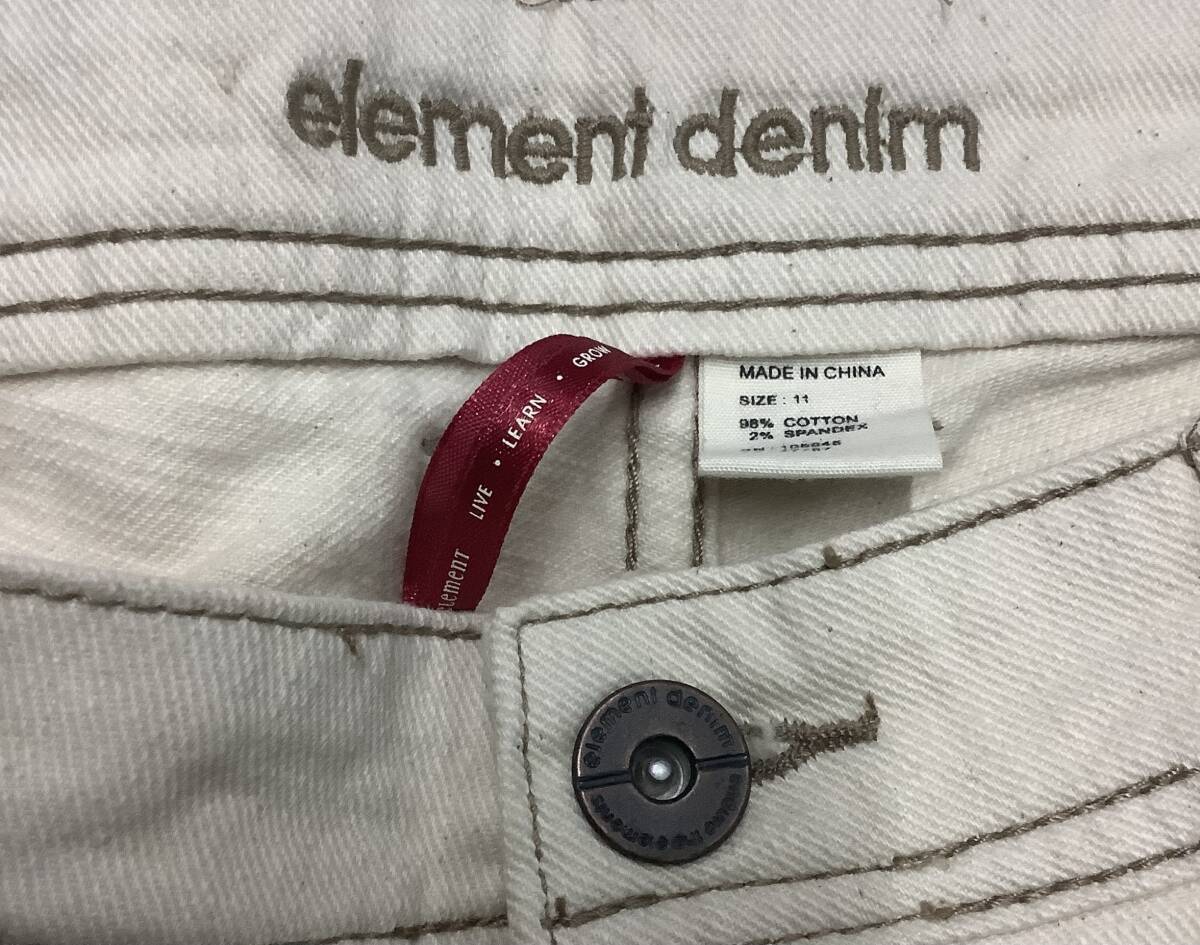 element denim
element LIVE • LEARN • GROW
MADE IN CHINA
SIZE : 11
98% COTTON
2% SPANDEX
element denim